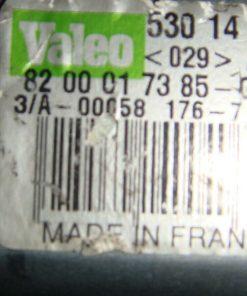 Valeo
530 14
<029>
82 00 01 73 85-
3/A-00058 176-7
MADE IN FRAN